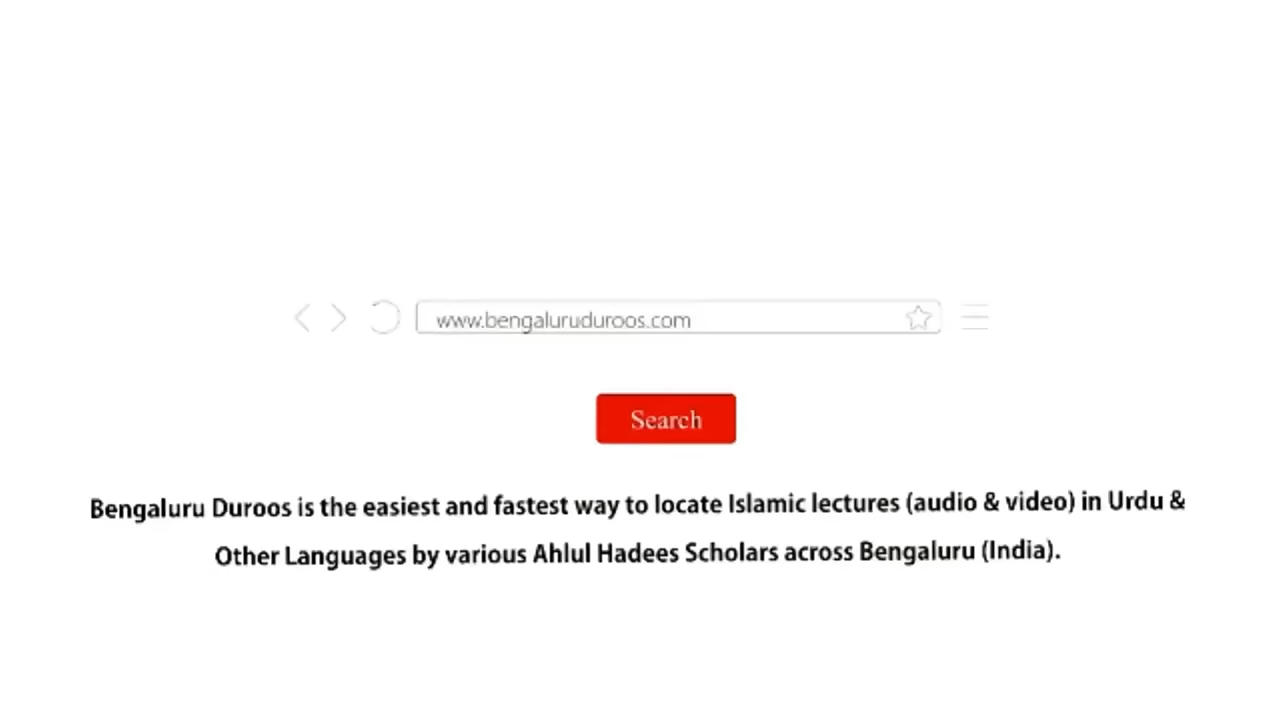 www.bengaluruduroos.com
Search
Bengaluru Duroos is the easiest and fastest way to locate Islamic lectures (audio & video) in Urdu &
Other Languages by various Ahlul Hadees Scholars across Bengaluru (India).